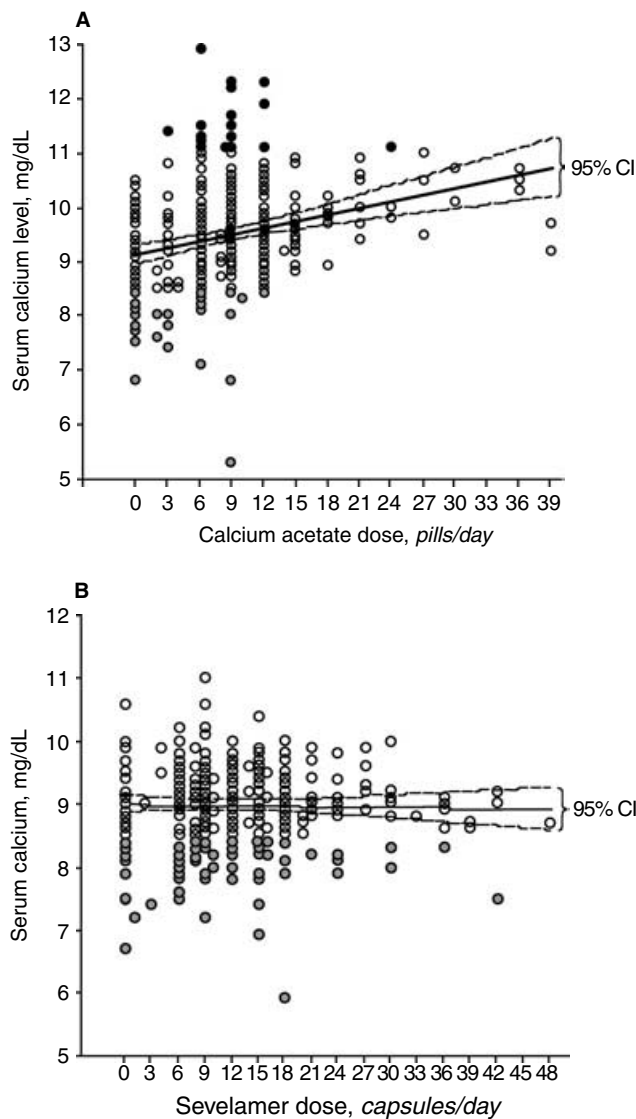 A
13
12
11
10
9
8
7
6
5
Serum calcium level, mg/dL
95% CI
0 3 6 9 12 15 18 21 24 27 30 33 36 39
Calcium acetate dose, pills/day
B
12
11
10
9
8
7
6
5
Serum calcium, mg/dL
95% CI
0 3 6 9 12 15 18 21 24 27 30 33 36 39 42 45 48
Sevelamer dose, capsules/day